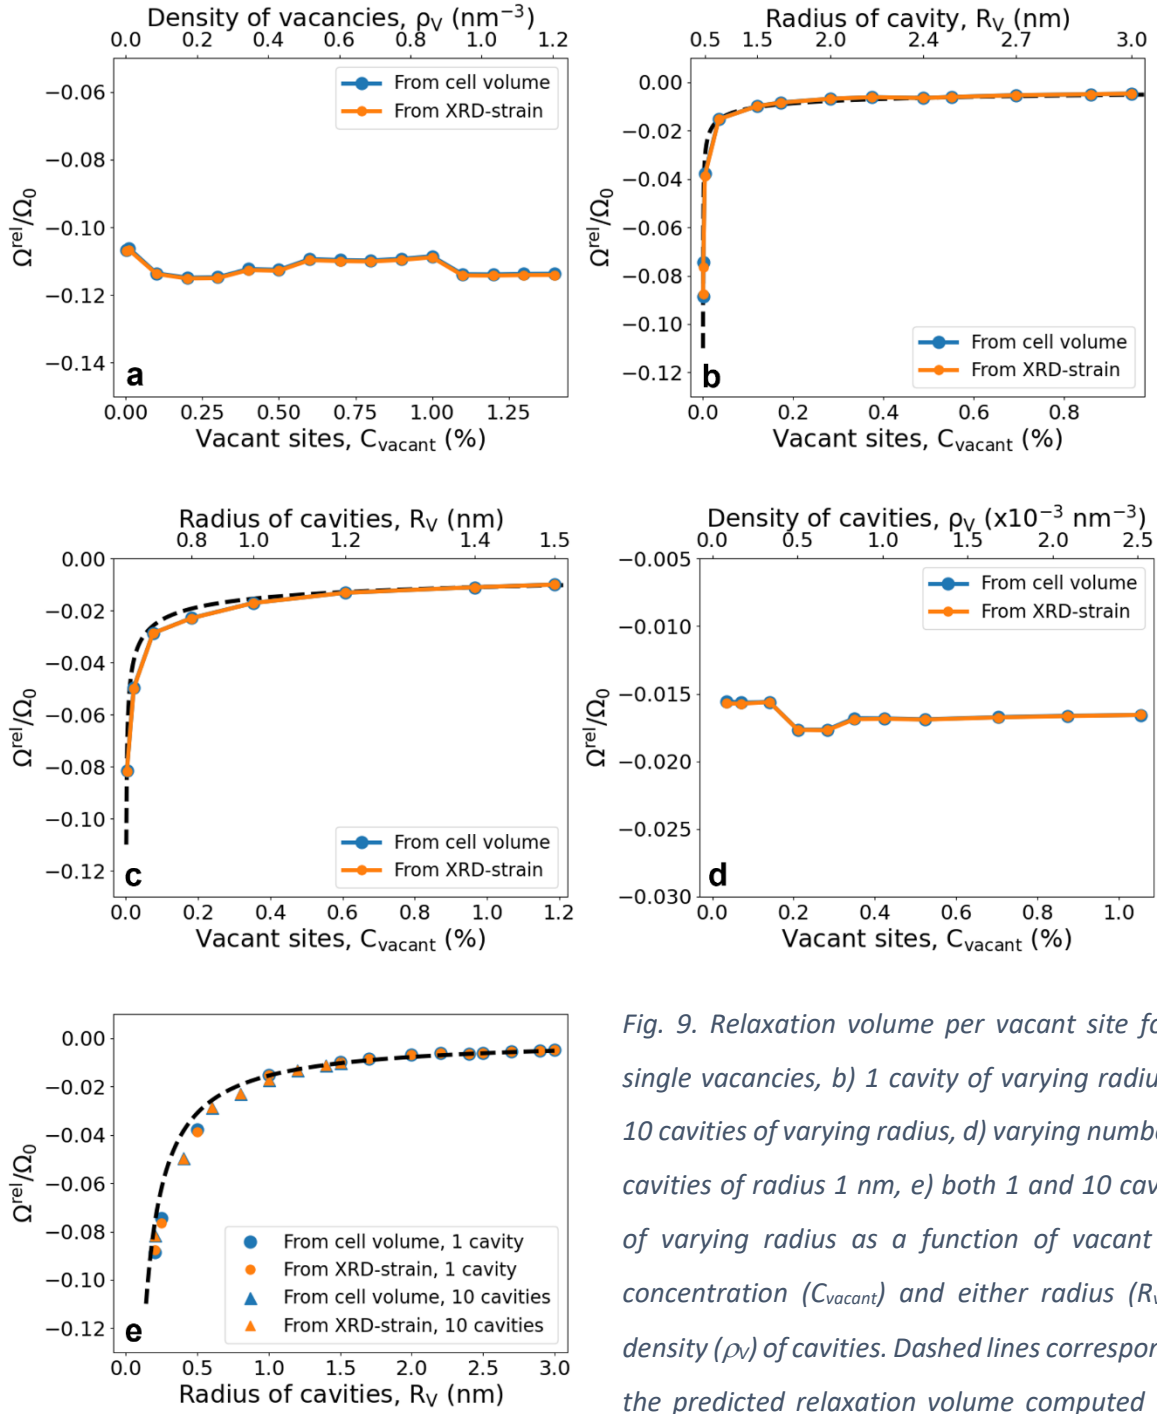 Density of vacancies, ρV (nm−3)
0.0 0.2 0.4 0.6 0.8 1.0 1.2
From cell volume
From XRD-strain
−0.06
−0.08
−0.10
−0.12
−0.14
Ωrel/Ω0
a
0.00 0.25 0.50 0.75 1.00 1.25
Vacant sites, Cvacant (%)
Radius of cavity, RV (nm)
0.5 1.5 2.0 2.4 2.7 3.0
0.00
−0.02
−0.04
−0.06
−0.08
−0.10
−0.12
Ωrel/Ω0
From cell volume
From XRD-strain
b
0.0 0.2 0.4 0.6 0.8
Vacant sites, Cvacant (%)
Radius of cavities, RV (nm)
0.8 1.0 1.2 1.4 1.5
0.00
−0.02
−0.04
−0.06
−0.08
−0.10
−0.12
Ωrel/Ω0
From cell volume
From XRD-strain
c
0.0 0.2 0.4 0.6 0.8 1.0 1.2
Vacant sites, Cvacant (%)
Density of cavities, ρV (x10−3 nm−3)
0.0 0.5 1.0 1.5 2.0 2.5
−0.005
−0.010
−0.015
−0.020
−0.025
−0.030
Ωrel/Ω0
From cell volume
From XRD-strain
d
0.0 0.2 0.4 0.6 0.8 1.0
Vacant sites, Cvacant (%)
0.00
−0.02
−0.04
−0.06
−0.08
−0.10
−0.12
Ωrel/Ω0
From cell volume, 1 cavity
From XRD-strain, 1 cavity
From cell volume, 10 cavities
From XRD-strain, 10 cavities
e
0.0 0.5 1.0 1.5 2.0 2.5 3.0
Radius of cavities, RV (nm)
Fig. 9. Relaxation volume per vacant site fo
single vacancies, b) 1 cavity of varying radiu
10 cavities of varying radius, d) varying numb
cavities of radius 1 nm, e) both 1 and 10 cav
of varying radius as a function of vacant
concentration (Cvacant) and either radius (Rv
density (ρV) of cavities. Dashed lines correspon
the predicted relaxation volume computed